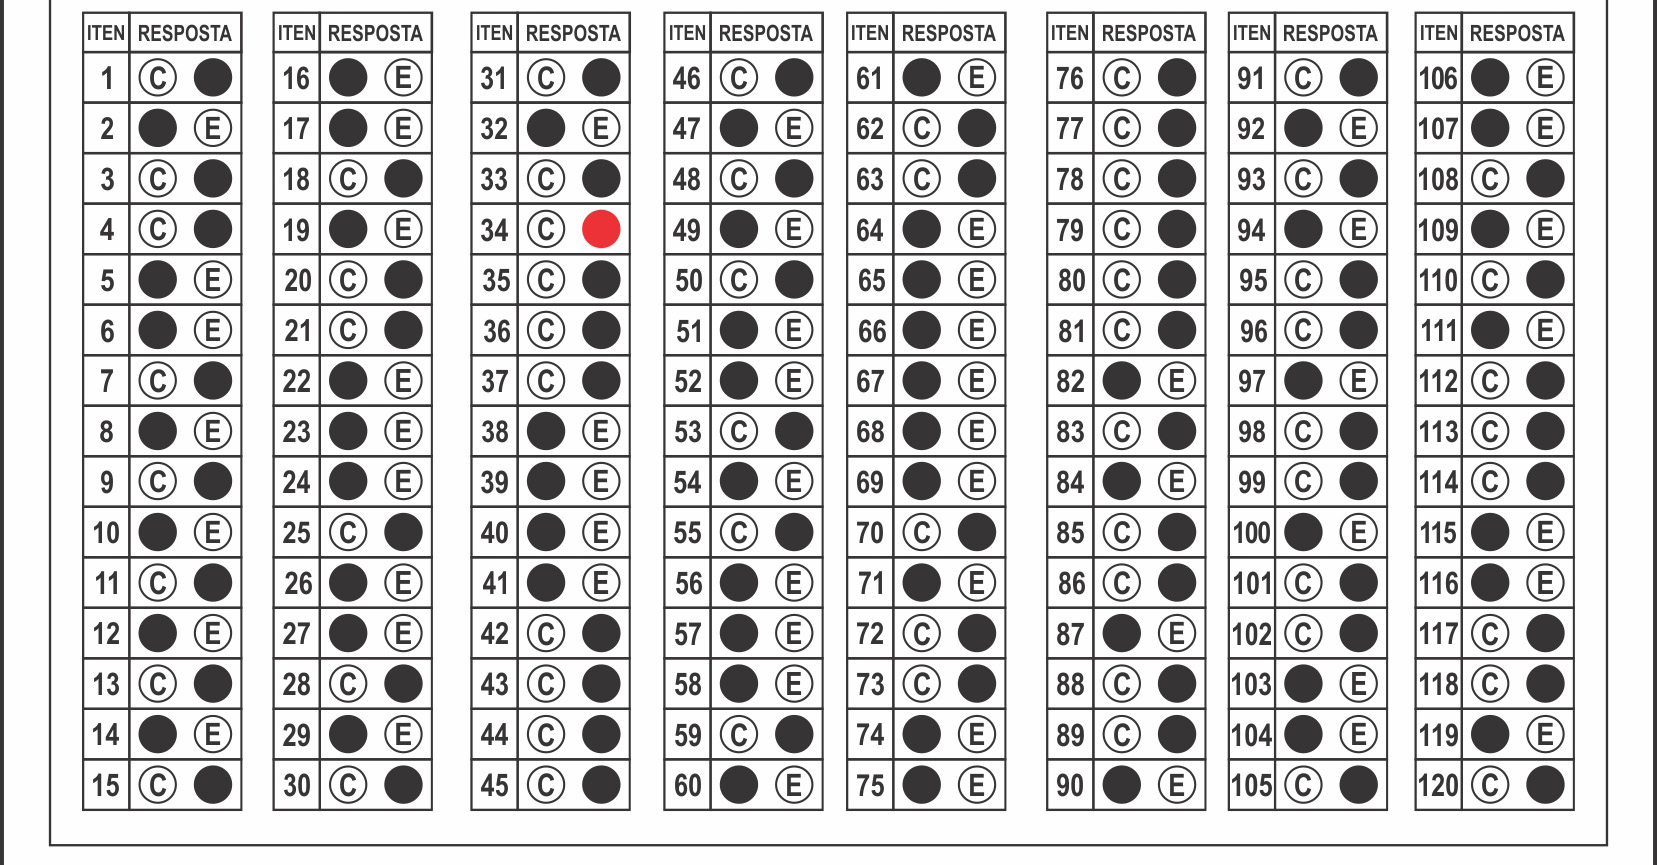 ITEN RESPOSTA ITEN RESPOSTA ITEN RESPOSTA ITEN RESPOSTA ITEN RESPOSTA ITEN RESPOSTA ITEN RESPOSTA ITEN RESPOSTA
1 C 16 E 31 C 46 C 61 E 76 C 91 C 106 E
2 E 17 E 32 E 47 E 62 C 77 C 92 E 107 E
3 C 18 C 33 C 48 C 63 C 78 C 93 C 108 C
4 C 19 E 34 C 49 E 64 E 79 C 94 E 109 E
5 E 20 C 35 C 50 C 65 E 80 C 95 C 110 C
6 E 21 C 36 C 51 E 66 E 81 C 96 C 111 E
7 C 22 E 37 C 52 E 67 E 82 E 97 E 112 C
8 E 23 E 38 E 53 C 68 E 83 C 98 C 113 C
9 C 24 E 39 E 54 E 69 E 84 E 99 C 114 C
10 E 25 C 40 E 55 C 70 C 85 C 100 E 115 E
11 C 26 E 41 E 56 E 71 E 86 C 101 C 116 E
12 E 27 E 42 C 57 E 72 C 87 E 102 C 117 C
13 C 28 C 43 C 58 E 73 C 88 C 103 E 118 C
14 E 29 E 44 C 59 C 74 E 89 C 104 E 119 E
15 C 30 C 45 C 60 E 75 E 90 E 105 C 120 C